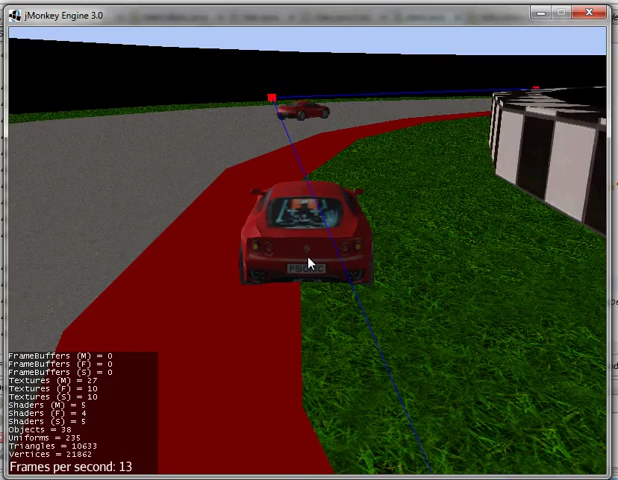 jMonkey Engine 3.0
FrameBuffers (M) = 0
FrameBuffers (F) = 0
FrameBuffers (S) = 0
Textures (M) = 27
Textures (F) = 10
Textures (S) = 10
Shaders (M) = 5
Shaders (F) = 4
Shaders (S) = 5
Objects = 38
Uniforms = 235
Triangles = 10633
Vertices = 21862
Frames per second: 13